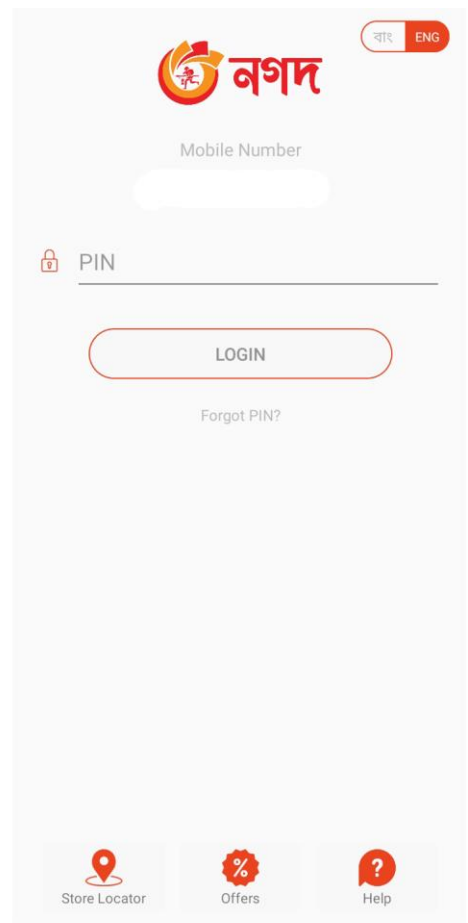 বাং ENG
নগদ
Mobile Number
PIN
LOGIN
Forgot PIN?
Store Locator Offers Help